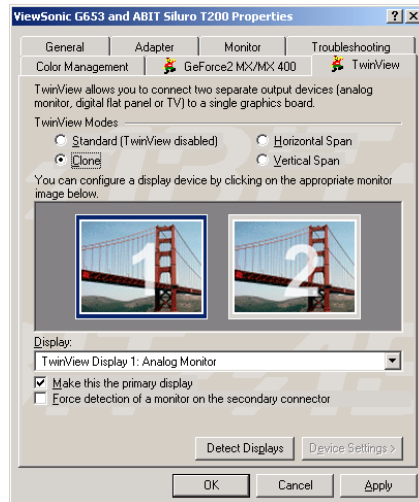 ViewSonic G653 and ABIT Siluro T200 Properties
General Adapter Monitor Troubleshooting
Color Management GeForce2 MX/MX 400 TwinView
TwinView allows you to connect two separate output devices (analog
monitor, digital flat panel or TV) to a single graphics board.
TwinView Modes
Standard (TwinView disabled) Horizontal Span
Clone Vertical Span
You can configure a display device by clicking on the appropriate monitor
image below.
1 2
Display:
TwinView Display 1: Analog Monitor
Make this the primary display
Force detection of a monitor on the secondary connector
Detect Displays Device Settings >
OK Cancel Apply